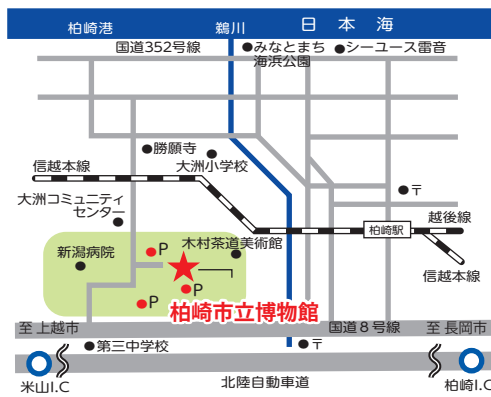 柏崎港
鵜川
日本海
国道352号線
みなとまち
海浜公園
シーユース雷音
勝願寺
大洲小学校
信越本線
〒
大洲コミュニティ
センター
越後線
柏崎駅
木村茶道美術館
新潟病院
P
信越本線
P
P
柏崎市立博物館
至上越市
国道8号線
至長岡市
第三中学校
〒
米山I.C
北陸自動車道
柏崎I.C